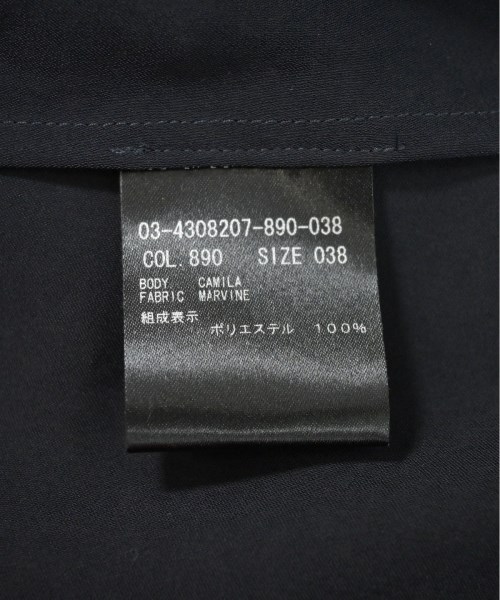 03-4308207-890-038
COL.890 SIZE 038
BODY CAMILA
FABRIC MARVINE
組成表示
ポリエステル 100%